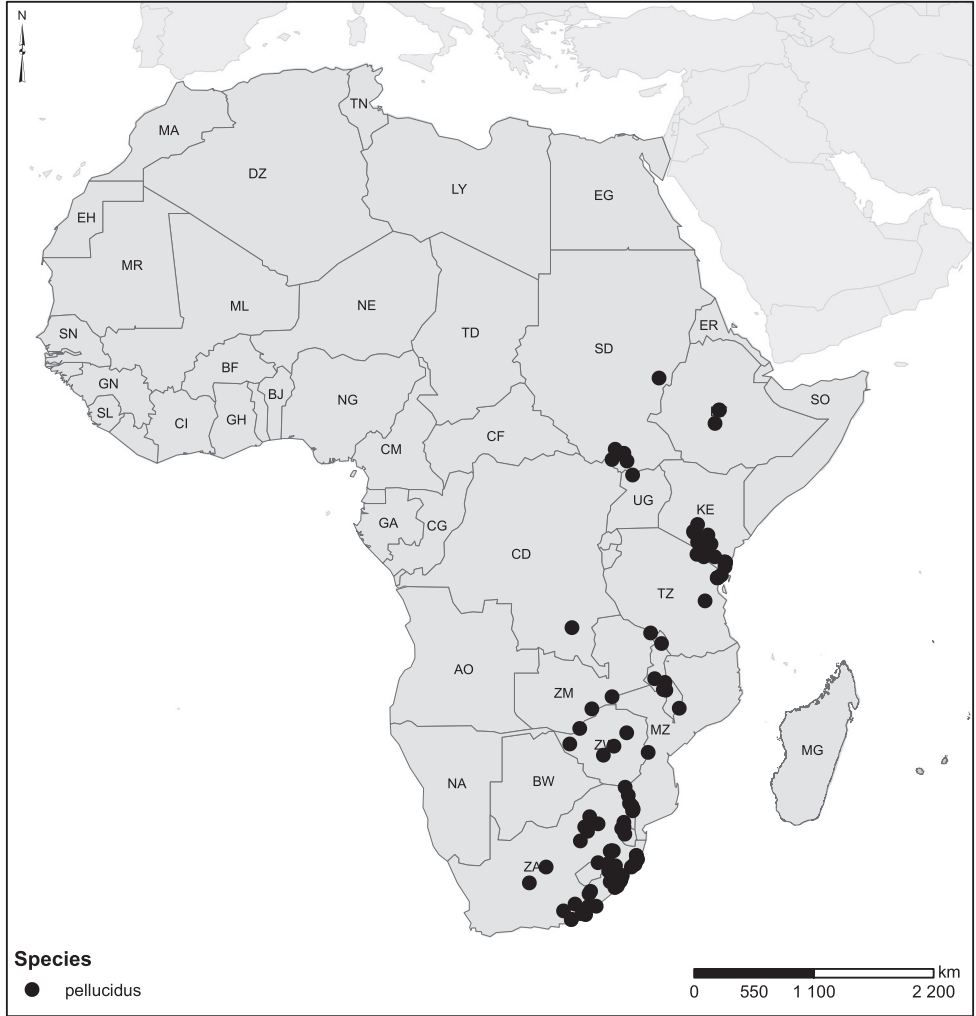 N
TN
MA
DZ
LY
EG
EH
MR
ML
NE
TD
SD
ER
SN
BF
BJ
NG
GN
SL
CI
GH
CM
CF
SO
UG
KE
GA
CG
CD
TZ
AO
ZM
MZ
MG
NA
BW
ZA
Species
pellucidus
km
0 550 1 100 2 200